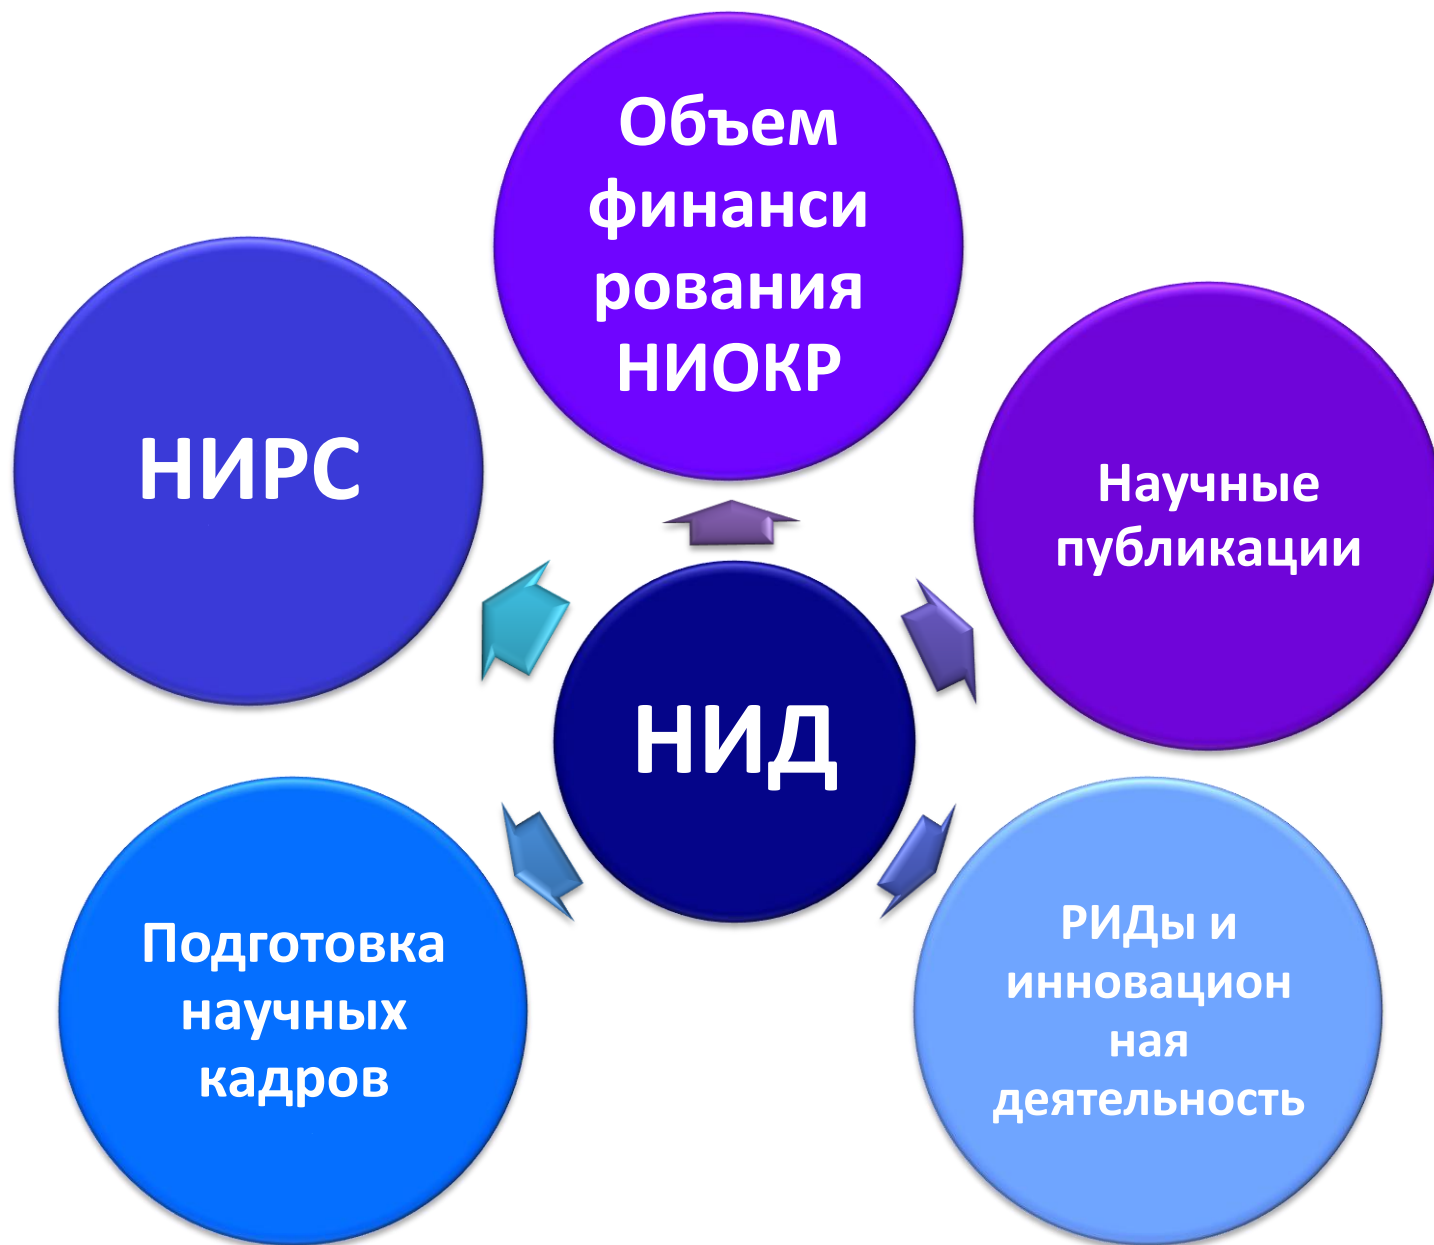 Объем
финанси
рования
НИОКР
НИРС
Научные
публикации
НИД
Подготовка
научных
кадров
РИДы и
инновацион
ная
деятельность